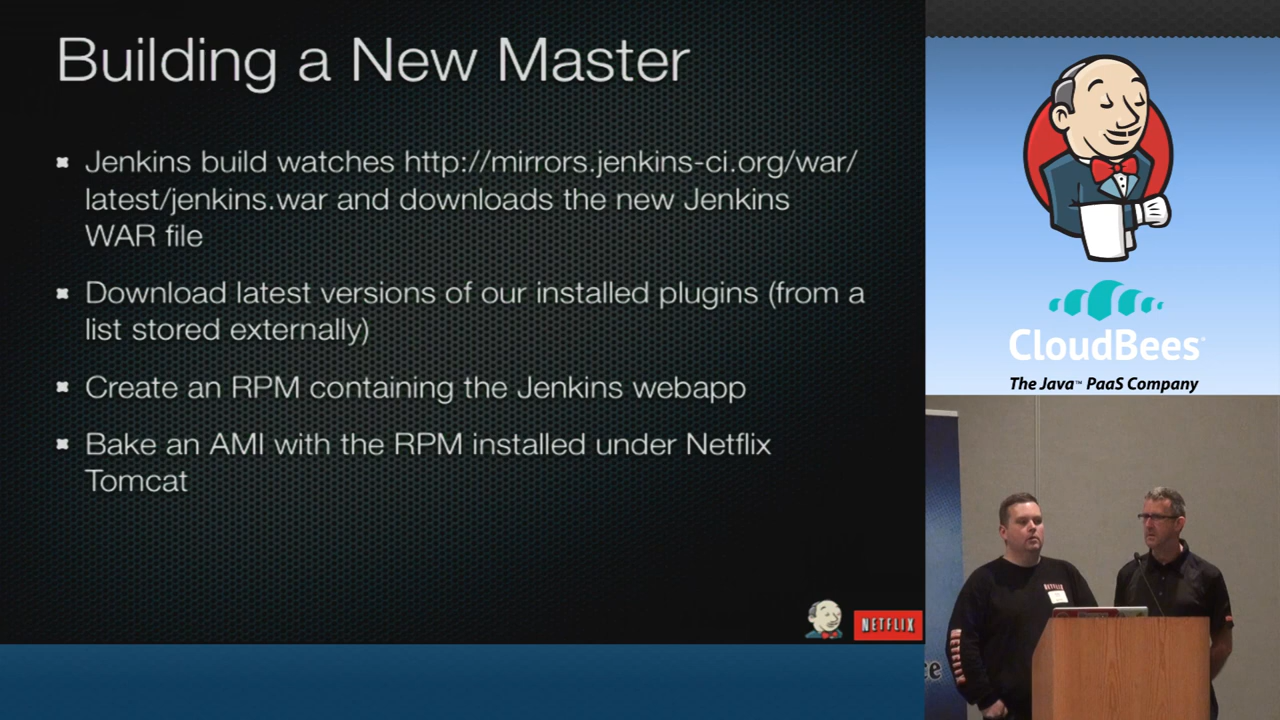 Building a New Master
Jenkins build watches http://mirrors.jenkins-ci.org/war/
latest/jenkins.war and downloads the new Jenkins
WAR file
Download latest versions of our installed plugins (from a
list stored externally)
Create an RPM containing the Jenkins webapp
Bake an AMI with the RPM installed under Netflix
Tomcat
NETFLIX
CloudBees
The Java™ PaaS Company
NETFLIX
NETFLIX